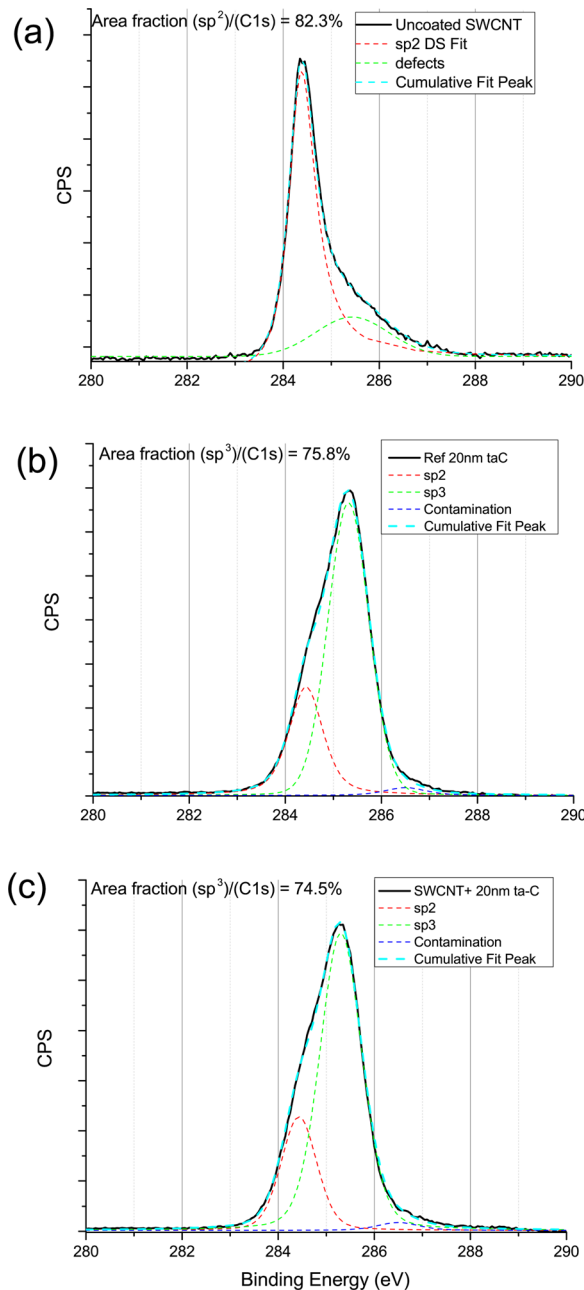 (a)
Area fraction (sp²)/(C1s) = 82.3%
Uncoated SWCNT
sp2 DS Fit
defects
Cumulative Fit Peak
CPS
280 282 284 286 288 290
(b)
Area fraction (sp³)/(C1s) = 75.8%
Ref 20nm taC
sp2
sp3
Contamination
Cumulative Fit Peak
CPS
280 282 284 286 288 290
(c)
Area fraction (sp³)/(C1s) = 74.5%
SWCNT+ 20nm ta-C
sp2
sp3
Contamination
Cumulative Fit Peak
CPS
280 282 284 286 288 290
Binding Energy (eV)